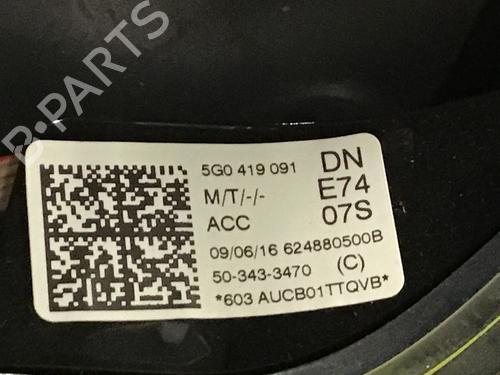 B-PARTS
5G0 419 091 DN
M/T/-/- E74
ACC 07S
09/06/16 624880500B
50-343-3470 (C)
*603 AUCB01TTQVB*